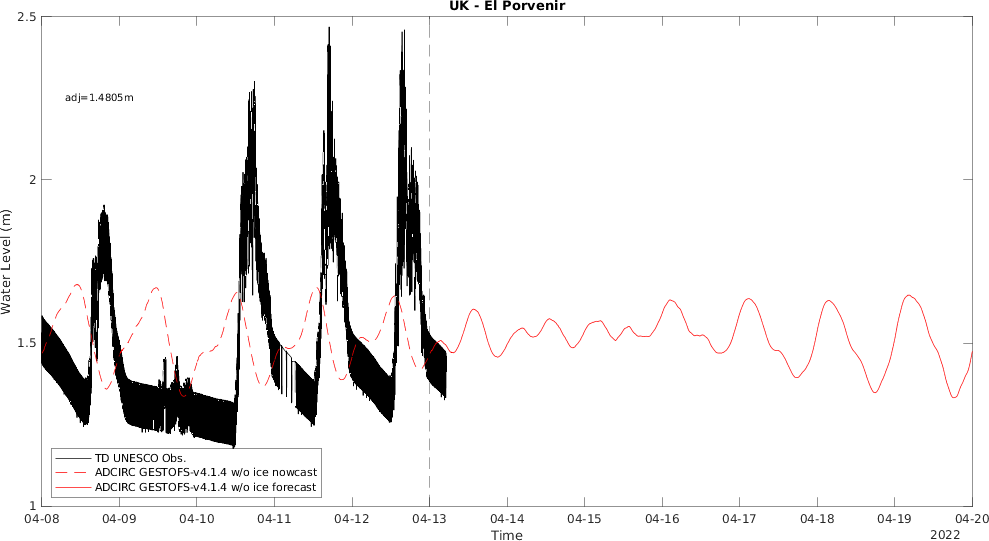 UK - El Porvenir
2.5
adj=1.4805m
2
Water Level (m)
1.5
TD UNESCO Obs.
ADCIRC GESTOFS-v4.1.4 w/o ice nowcast
ADCIRC GESTOFS-v4.1.4 w/o ice forecast
1
04-08 04-09 04-10 04-11 04-12 04-13 04-14 04-15 04-16 04-17 04-18 04-19 04-20
Time
2022